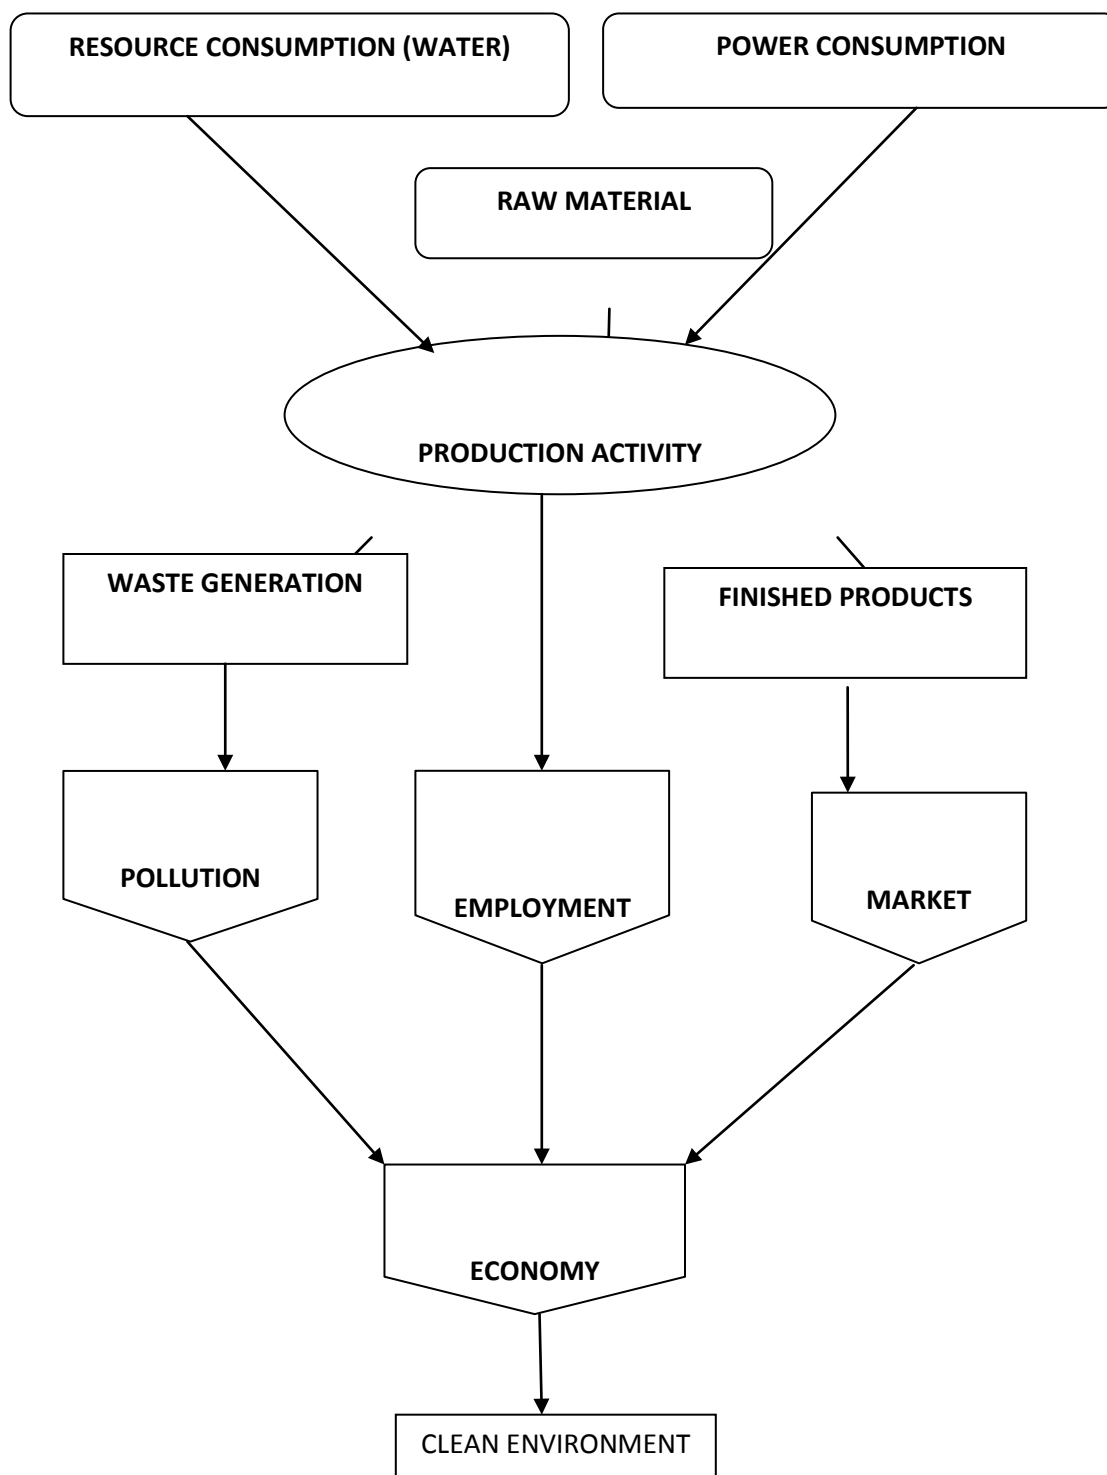 RESOURCE CONSUMPTION (WATER)
POWER CONSUMPTION
RAW MATERIAL
PRODUCTION ACTIVITY
WASTE GENERATION
FINISHED PRODUCTS
POLLUTION
EMPLOYMENT
MARKET
ECONOMY
CLEAN ENVIRONMENT